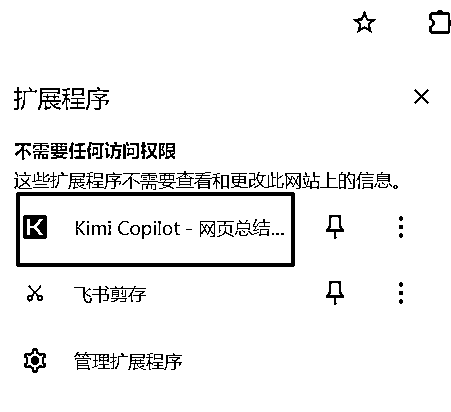 扩展程序
不需要任何访问权限
这些扩展程序不需要查看和更改此网站上的信息。
Kimi Copilot - 网页总结...
飞书剪存
管理扩展程序